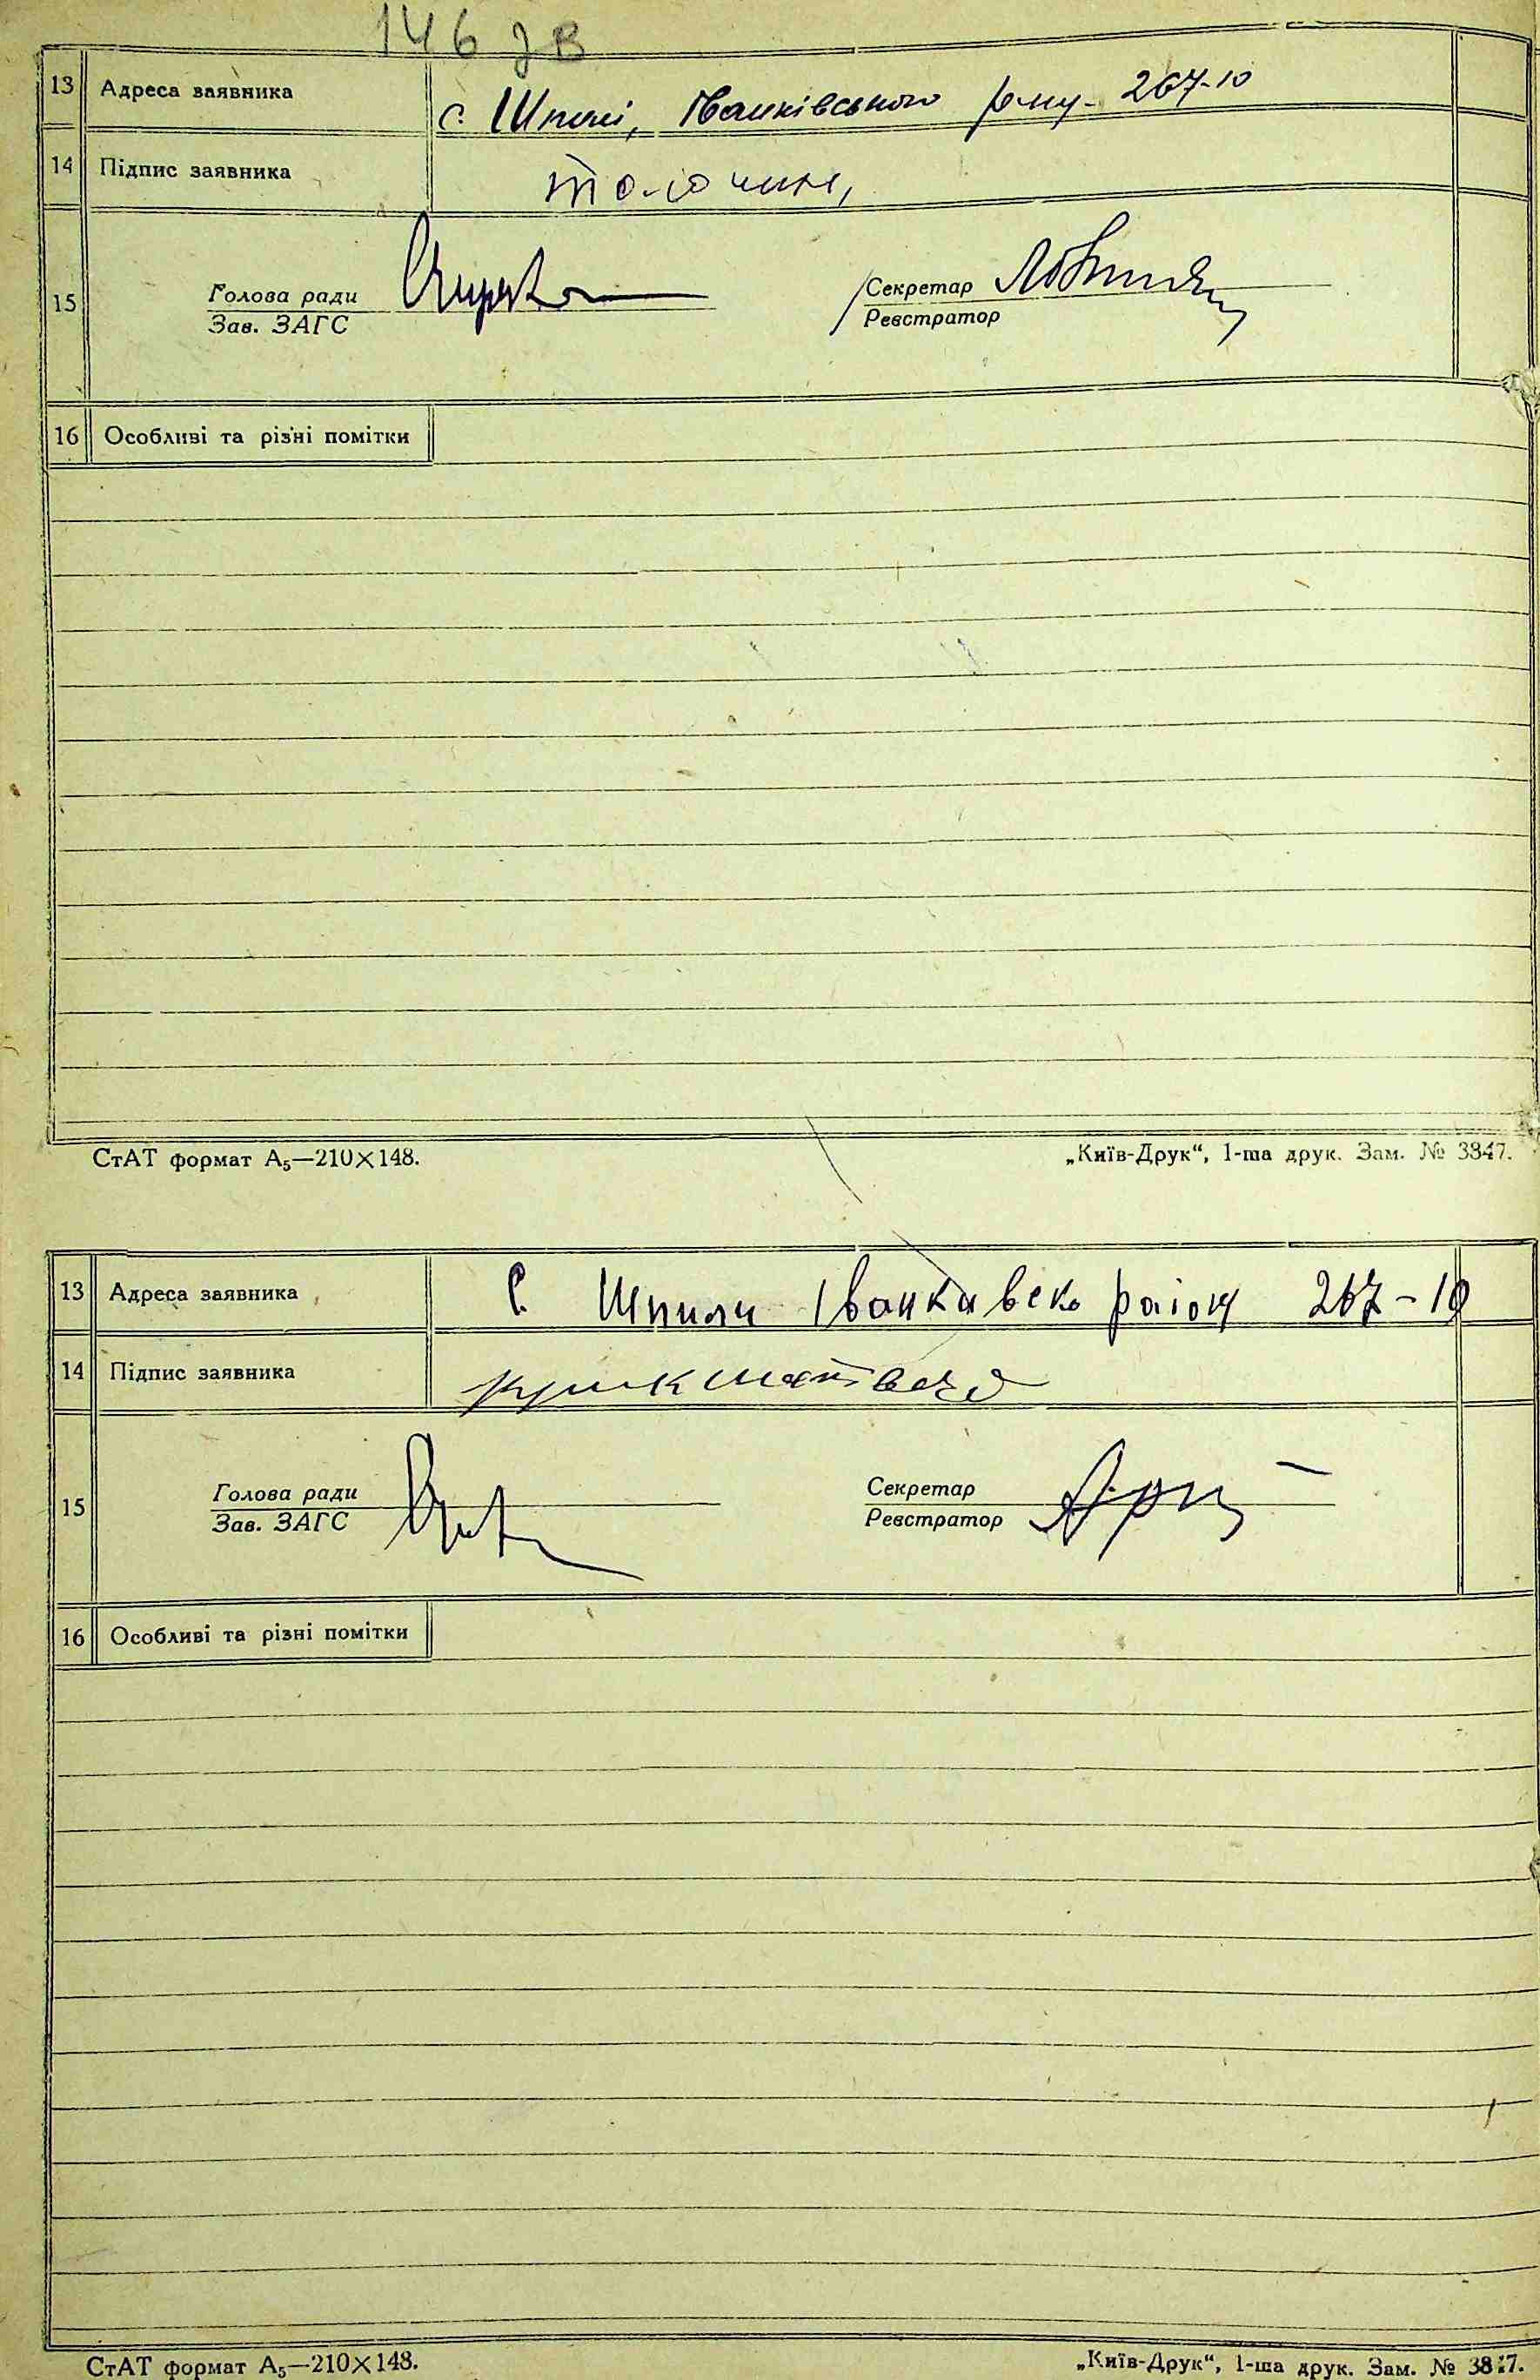 146 зв
13 Адреса заявника с. Шпилі, Іванківського р-ну 267-10
14 Підпис заявника
15 Голова ради Секретар
Зав. ЗАГС Реєстратор
16 Особливі та різні помітки
СтАТ формат А₅—210×148. „Київ-Друк“, 1-ша друк. Зам. № 3847.
13 Адреса заявника С. Шпили Іванкавско раіону 267-10
14 Підпис заявника
15 Голова ради Секретар
Зав. ЗАГС Реєстратор
16 Особливі та різні помітки
СтАТ формат А₅—210×148. „Київ-Друк“, 1-ша друк. Зам. № 3847.